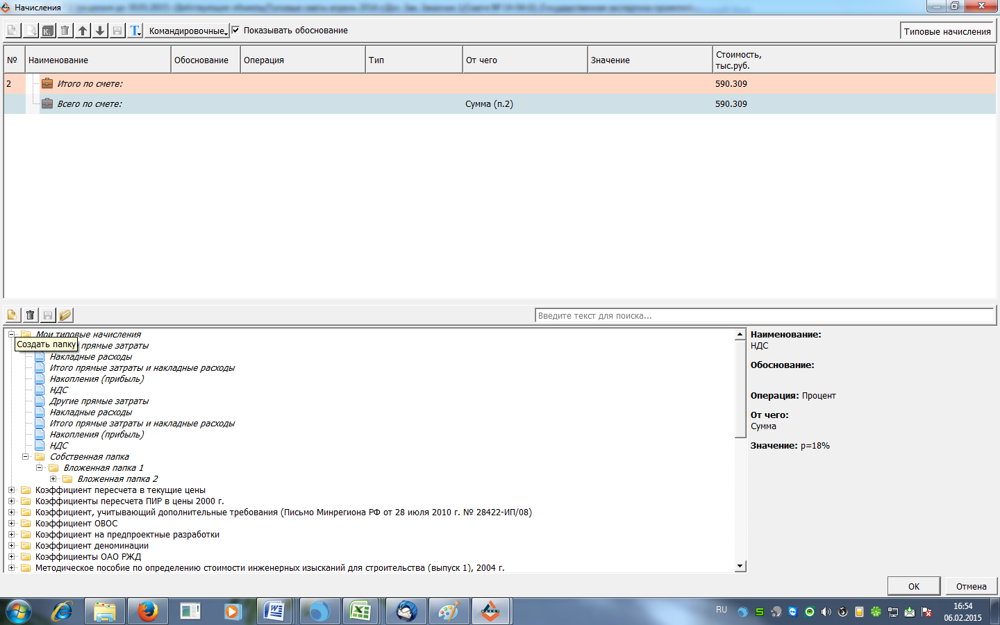 Начисления
Командировочные
Показывать обоснование
Типовые начисления
№
Наименование
Обоснование
Операция
Тип
От чего
Значение
Стоимость,
тыс.руб.
2
Итого по смете:
590.309
Всего по смете:
Сумма (п.2)
590.309
Введите текст для поиска...
Мои типовые начисления
Создать папку
прямые затраты
Накладные расходы
Итого прямые затраты и накладные расходы
Накопления (прибыль)
НДС
Другие прямые затраты
Накладные расходы
Итого прямые затраты и накладные расходы
Накопления (прибыль)
НДС
Собственная папка
Вложенная папка 1
Вложенная папка 2
Коэффициент пересчета в текущие цены
Коэффициенты пересчета ПИР в цены 2000 г.
Коэффициент, учитывающий дополнительные требования (Письмо Минрегиона РФ от 28 июля 2010 г. № 28422-ИП/08)
Коэффициент ОВОС
Коэффициент на предпроектные разработки
Коэффициент деноминации
Коэффициенты ОАО РЖД
Методическое пособие по определению стоимости инженерных изысканий для строительства (выпуск 1), 2004 г.
Наименование:
НДС
Обоснование:
Операция: Процент
От чего:
Сумма
Значение: p=18%
ОК
Отмена
RU
16:54
06.02.2015